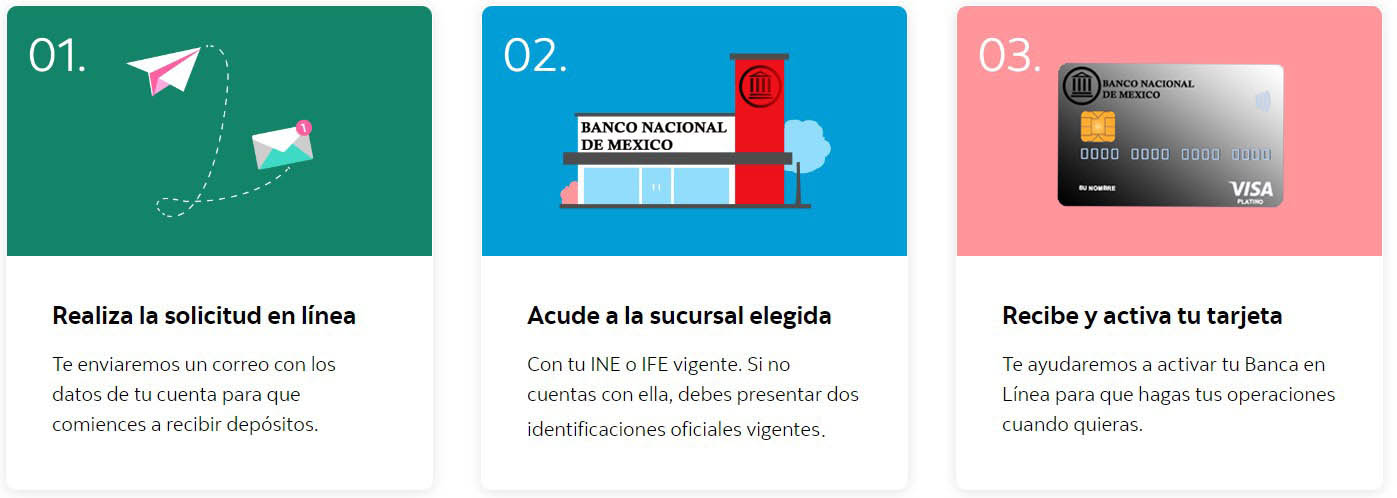 01.
1
Realiza la solicitud en línea
Te enviaremos un correo con los
datos de tu cuenta para que
comiences a recibir depósitos.
02.
BANCO NACIONAL
DE MEXICO
Acude a la sucursal elegida
Con tu INE o IFE vigente. Si no
cuentas con ella, debes presentar dos
identificaciones oficiales vigentes.
03.
BANCO NACIONAL
DE MEXICO
0000 0000 0000 0000
SU NOMBRE
VISA
PLATINO
Recibe y activa tu tarjeta
Te ayudaremos a activar tu Banca en
Línea para que hagas tus operaciones
cuando quieras.